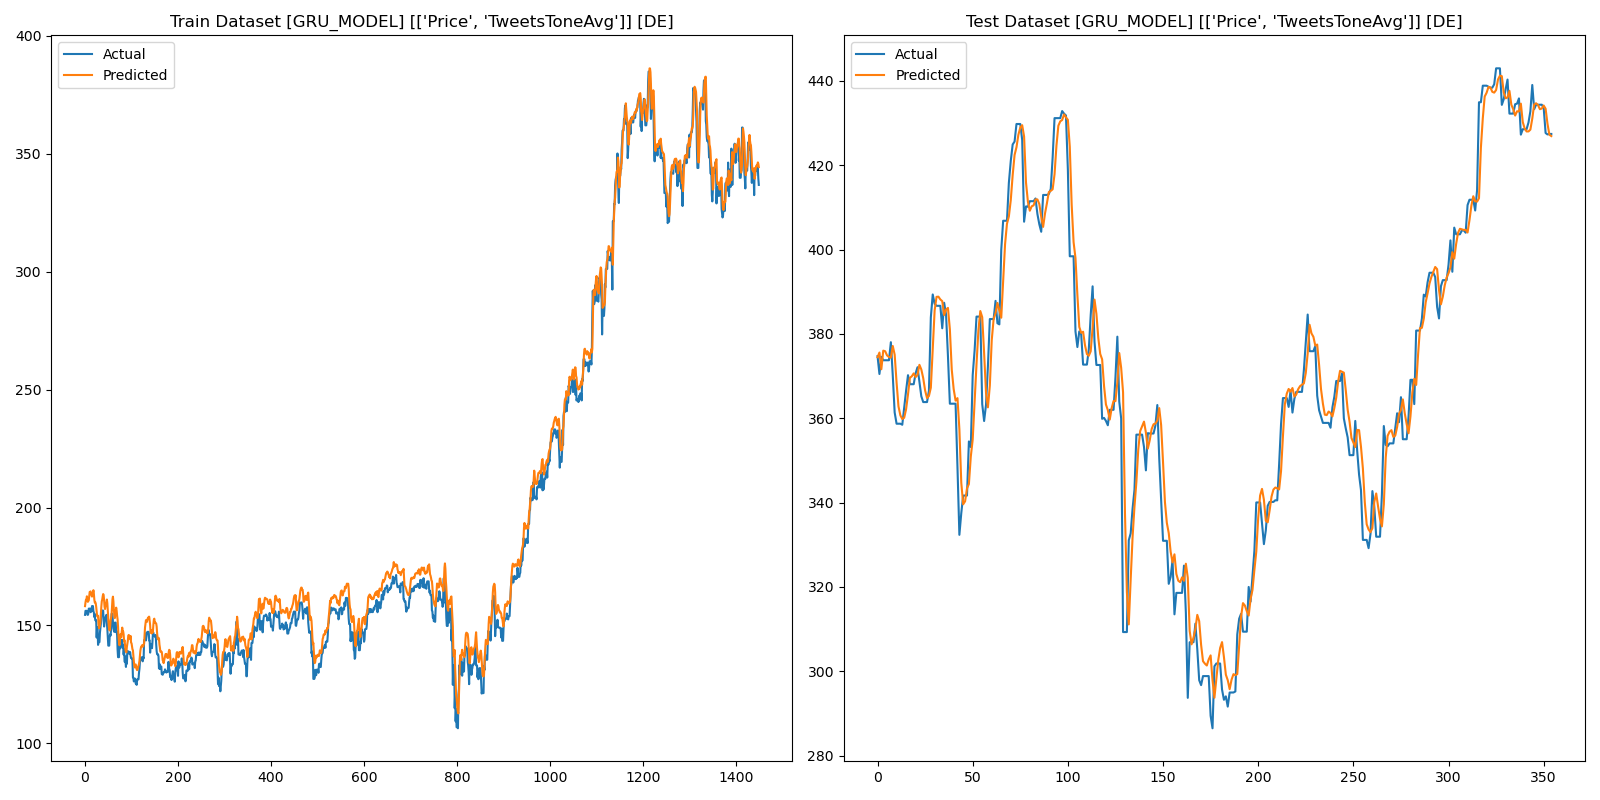 Train Dataset [GRU_MODEL] [['Price', 'TweetsToneAvg']] [DE]
Actual
Predicted
400
350
300
250
200
150
100
0 200 400 600 800 1000 1200 1400
Test Dataset [GRU_MODEL] [['Price', 'TweetsToneAvg']] [DE]
Actual
Predicted
440
420
400
380
360
340
320
300
280
0 50 100 150 200 250 300 350